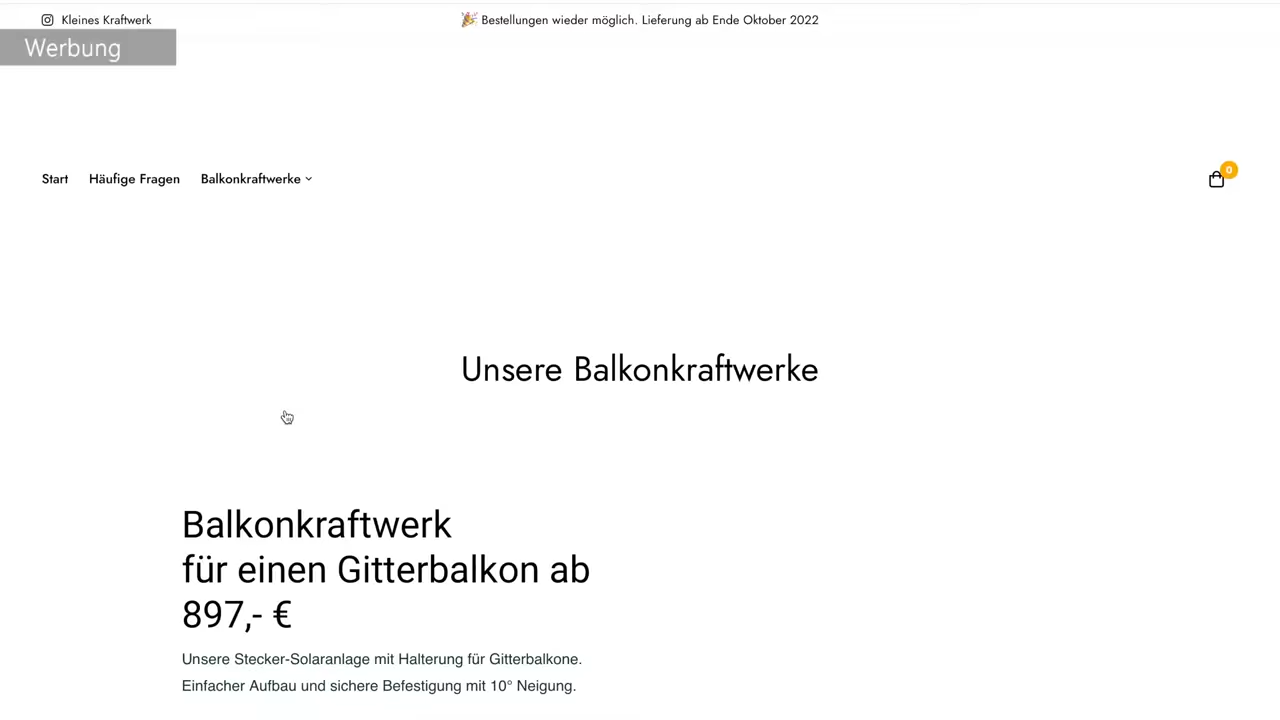 Kleines Kraftwerk
🎉 Bestellungen wieder möglich. Lieferung ab Ende Oktober 2022
Werbung
Start
Häufige Fragen
Balkonkraftwerke
0
Unsere Balkonkraftwerke
Balkonkraftwerk
für einen Gitterbalkon ab
897,- €
Unsere Stecker-Solaranlage mit Halterung für Gitterbalkone.
Einfacher Aufbau und sichere Befestigung mit 10° Neigung.